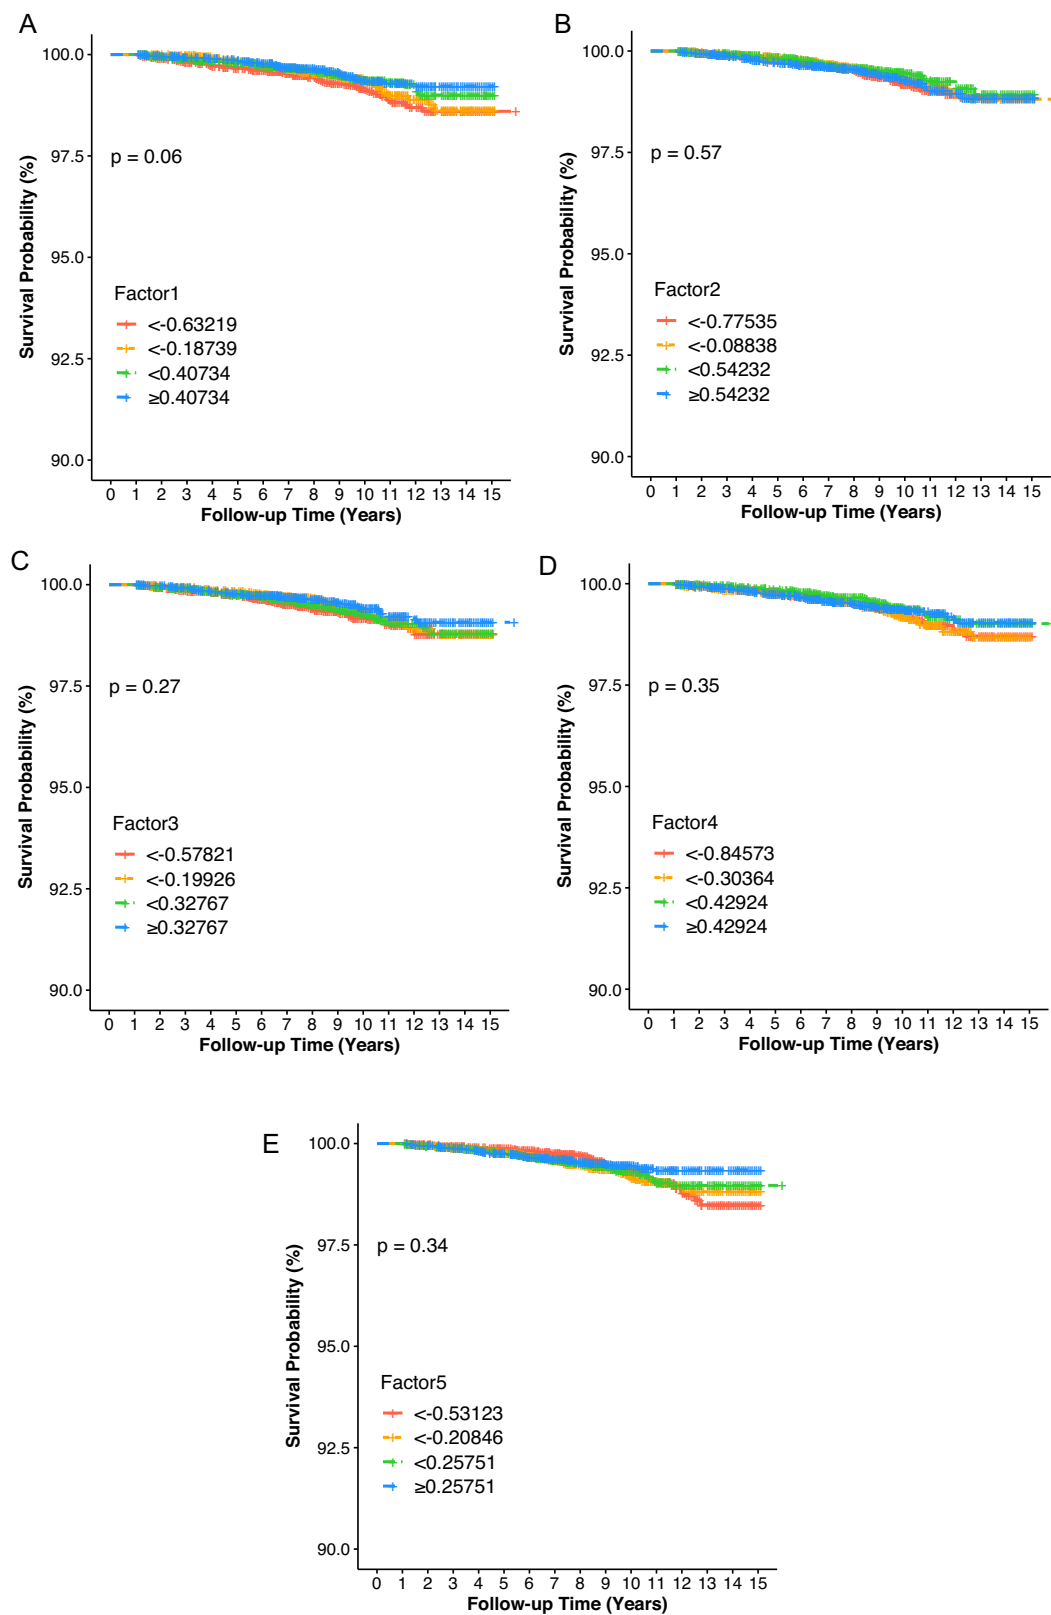 A
100.0
97.5
95.0
92.5
90.0
Survival Probability (%)
p = 0.06
Factor1
<-0.63219
<-0.18739
<0.40734
≥0.40734
0 1 2 3 4 5 6 7 8 9 10 11 12 13 14 15
Follow-up Time (Years)
B
100.0
97.5
95.0
92.5
90.0
Survival Probability (%)
p = 0.57
Factor2
<-0.77535
<-0.08838
<0.54232
≥0.54232
0 1 2 3 4 5 6 7 8 9 10 11 12 13 14 15
Follow-up Time (Years)
C
100.0
97.5
95.0
92.5
90.0
Survival Probability (%)
p = 0.27
Factor3
<-0.57821
<-0.19926
<0.32767
≥0.32767
0 1 2 3 4 5 6 7 8 9 10 11 12 13 14 15
Follow-up Time (Years)
D
100.0
97.5
95.0
92.5
90.0
Survival Probability (%)
p = 0.35
Factor4
<-0.84573
<-0.30364
<0.42924
≥0.42924
0 1 2 3 4 5 6 7 8 9 10 11 12 13 14 15
Follow-up Time (Years)
E
100.0
97.5
95.0
92.5
90.0
Survival Probability (%)
p = 0.34
Factor5
<-0.53123
<-0.20846
<0.25751
≥0.25751
0 1 2 3 4 5 6 7 8 9 10 11 12 13 14 15
Follow-up Time (Years)